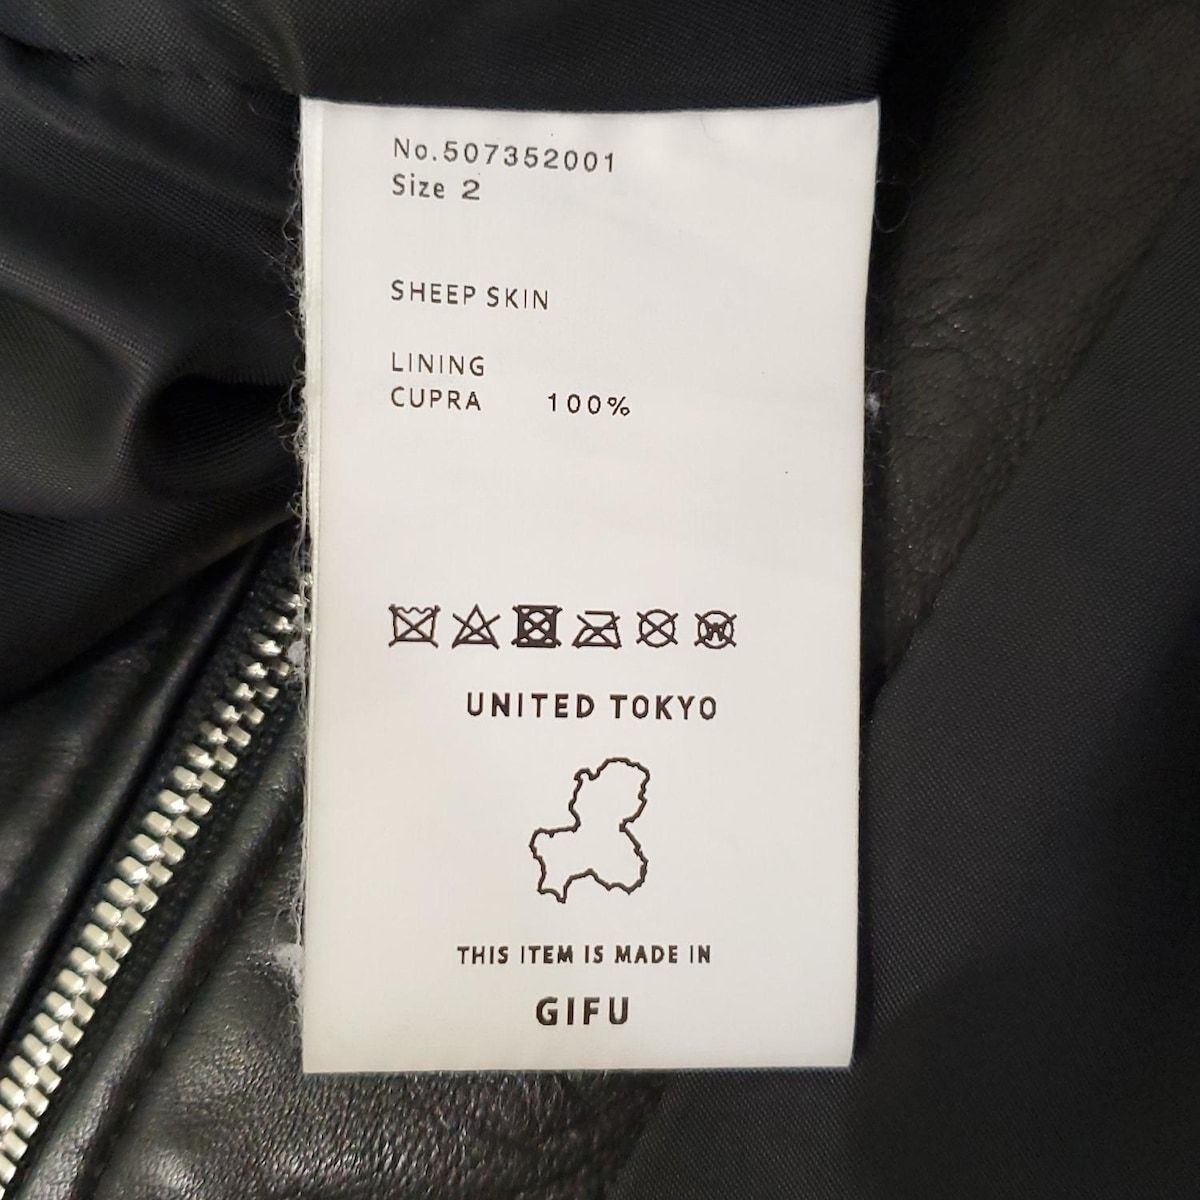 No.507352001
Size 2
SHEEP SKIN
LINING
CUPRA 100%
W
UNITED TOKYO
THIS ITEM IS MADE IN
GIFU